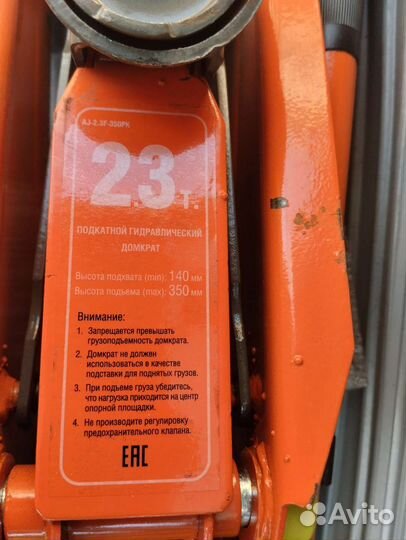 AJ-2.3F-350PK
2.3 т.
ПОДКАТНОЙ ГИДРАВЛИЧЕСКИЙ
ДОМКРАТ
Высота подхвата (min): 140 мм
Высота подъема (max): 350 мм
Внимание:
1. Запрещается превышать
грузоподъемность домкрата.
2. Домкрат не должен
использоваться в качестве
подставки для поднятых грузов.
3. При подъеме груза убедитесь,
что нагрузка приходится на центр
опорной площадки.
4. Не производите регулировку
предохранительного клапана.
EAC
Avito